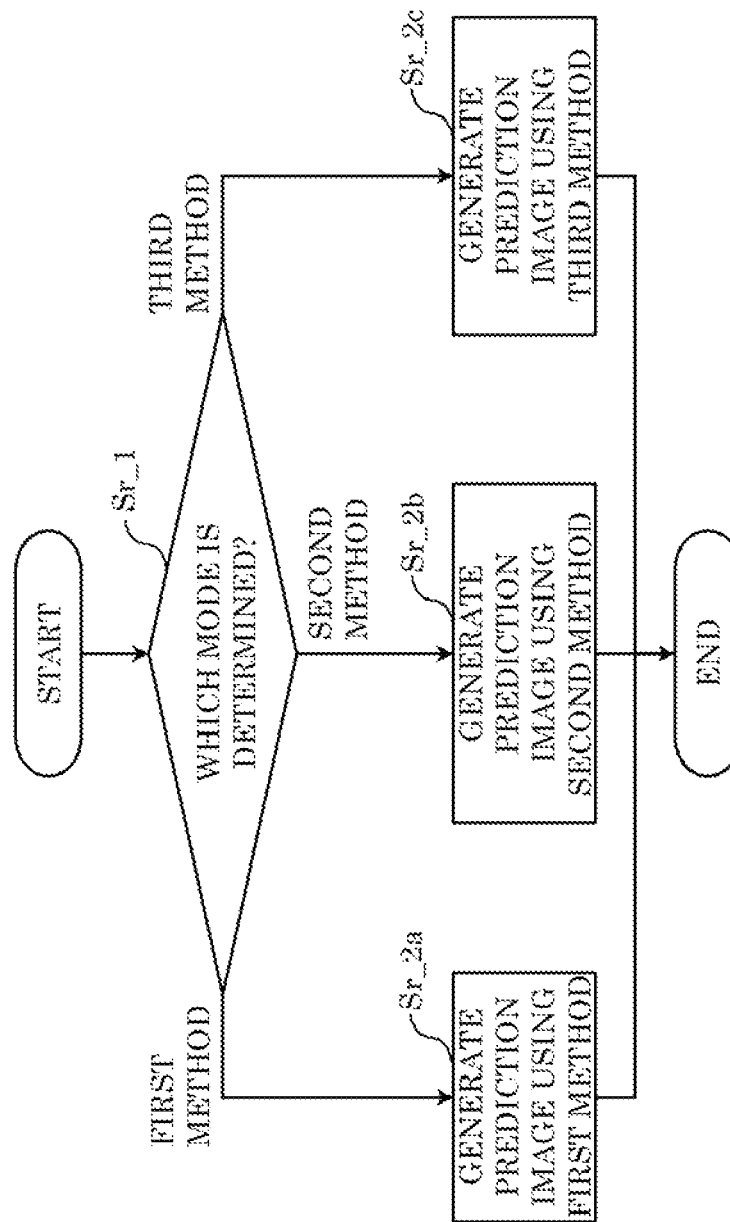 START
Sr_1
WHICH MODE IS
DETERMINED?
FIRST
METHOD
SECOND
METHOD
THIRD
METHOD
Sr_2a
GENERATE
PREDICTION
IMAGE USING
FIRST METHOD
Sr_2b
GENERATE
PREDICTION
IMAGE USING
SECOND METHOD
Sr_2c
GENERATE
PREDICTION
IMAGE USING
THIRD METHOD
END